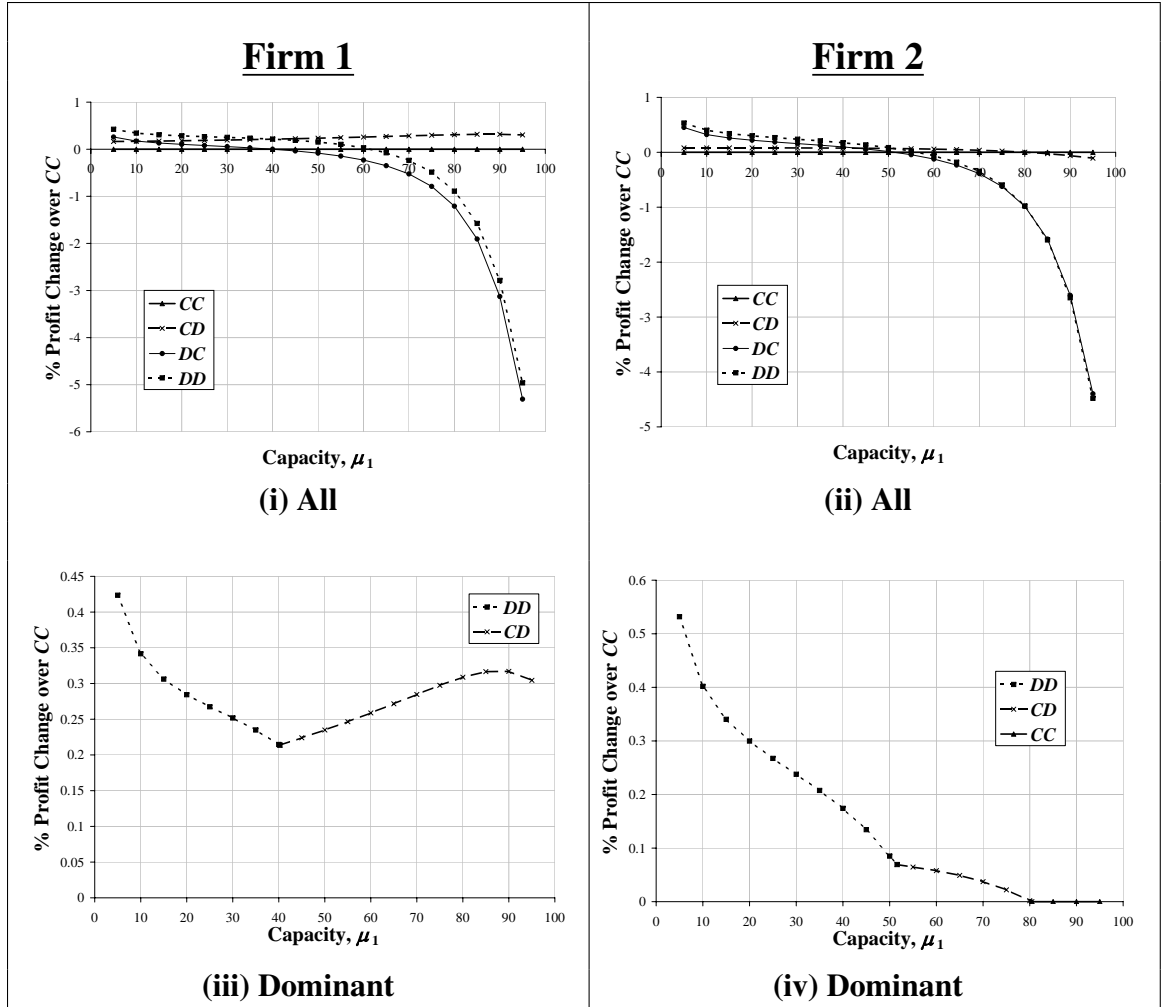 Firm 1
% Profit Change over CC
1
0
-1
-2
-3
-4
-5
-6
0 10 20 30 40 50 60 70 80 90 100
CC
CD
DC
DD
Capacity, μ1
(i) All
Firm 2
% Profit Change over CC
1
0
-1
-2
-3
-4
-5
0 10 20 30 40 50 60 70 80 90 100
CC
CD
DC
DD
Capacity, μ1
(ii) All
% Profit Change over CC
0.45
0.4
0.35
0.3
0.25
0.2
0.15
0.1
0.05
0
0 10 20 30 40 50 60 70 80 90 100
DD
CD
Capacity, μ1
(iii) Dominant
% Profit Change over CC
0.6
0.5
0.4
0.3
0.2
0.1
0
0 10 20 30 40 50 60 70 80 90 100
DD
CD
CC
Capacity, μ1
(iv) Dominant